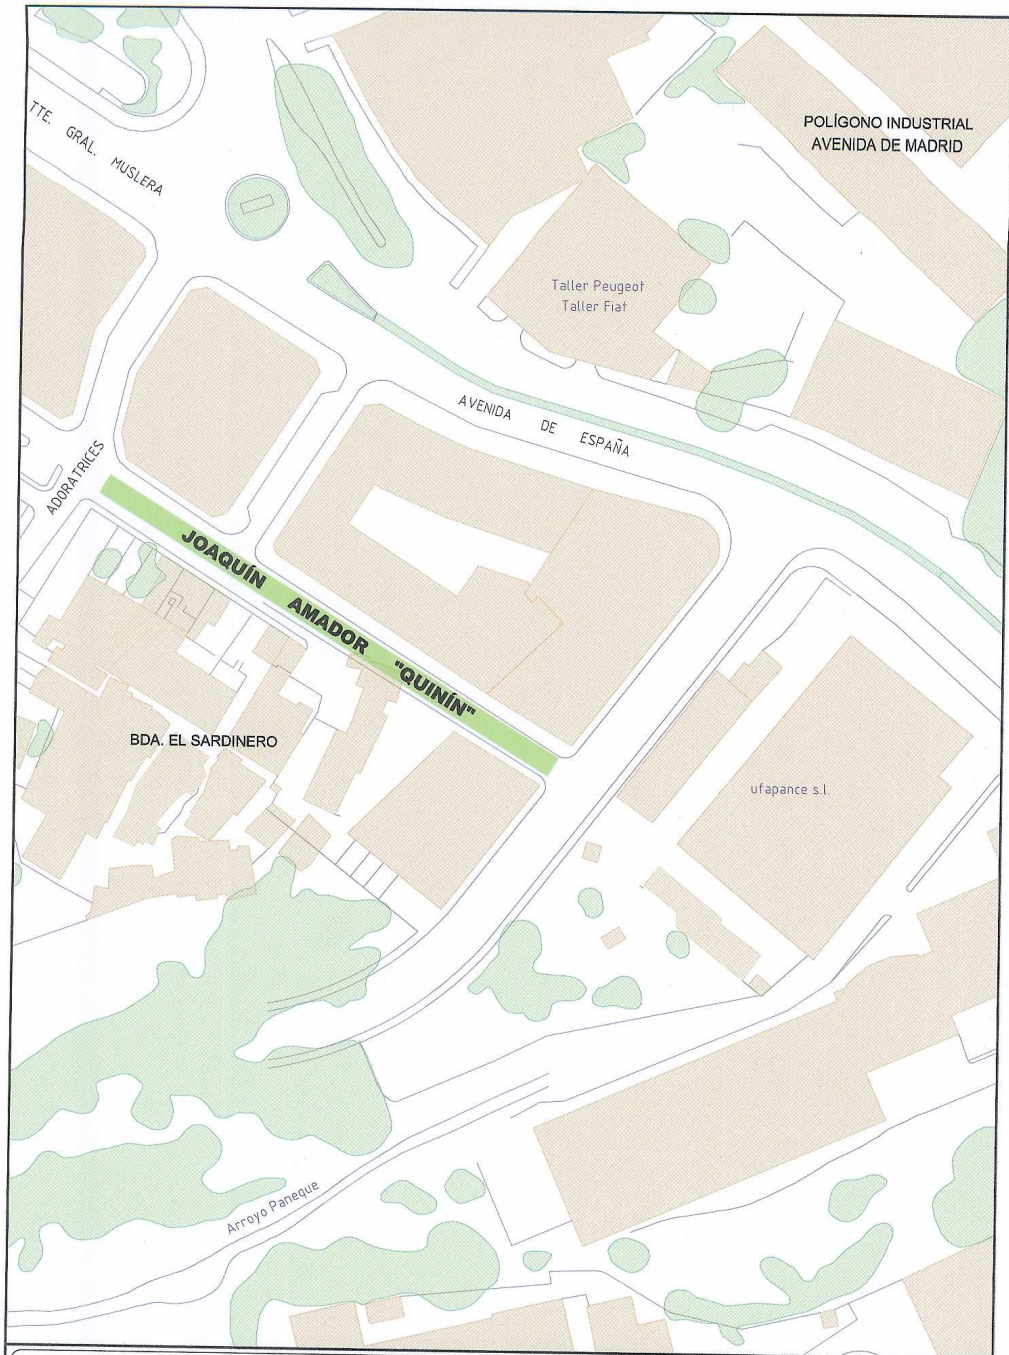 TTE. GRAL. MUSLERA
POLÍGONO INDUSTRIAL
AVENIDA DE MADRID
Taller Peugeot
Taller Fiat
AVENIDA DE ESPAÑA
ADORATRICES
JOAQUÍN AMADOR "QUINÍN"
BDA. EL SARDINERO
ufapance s.l.
Arroyo Paneque